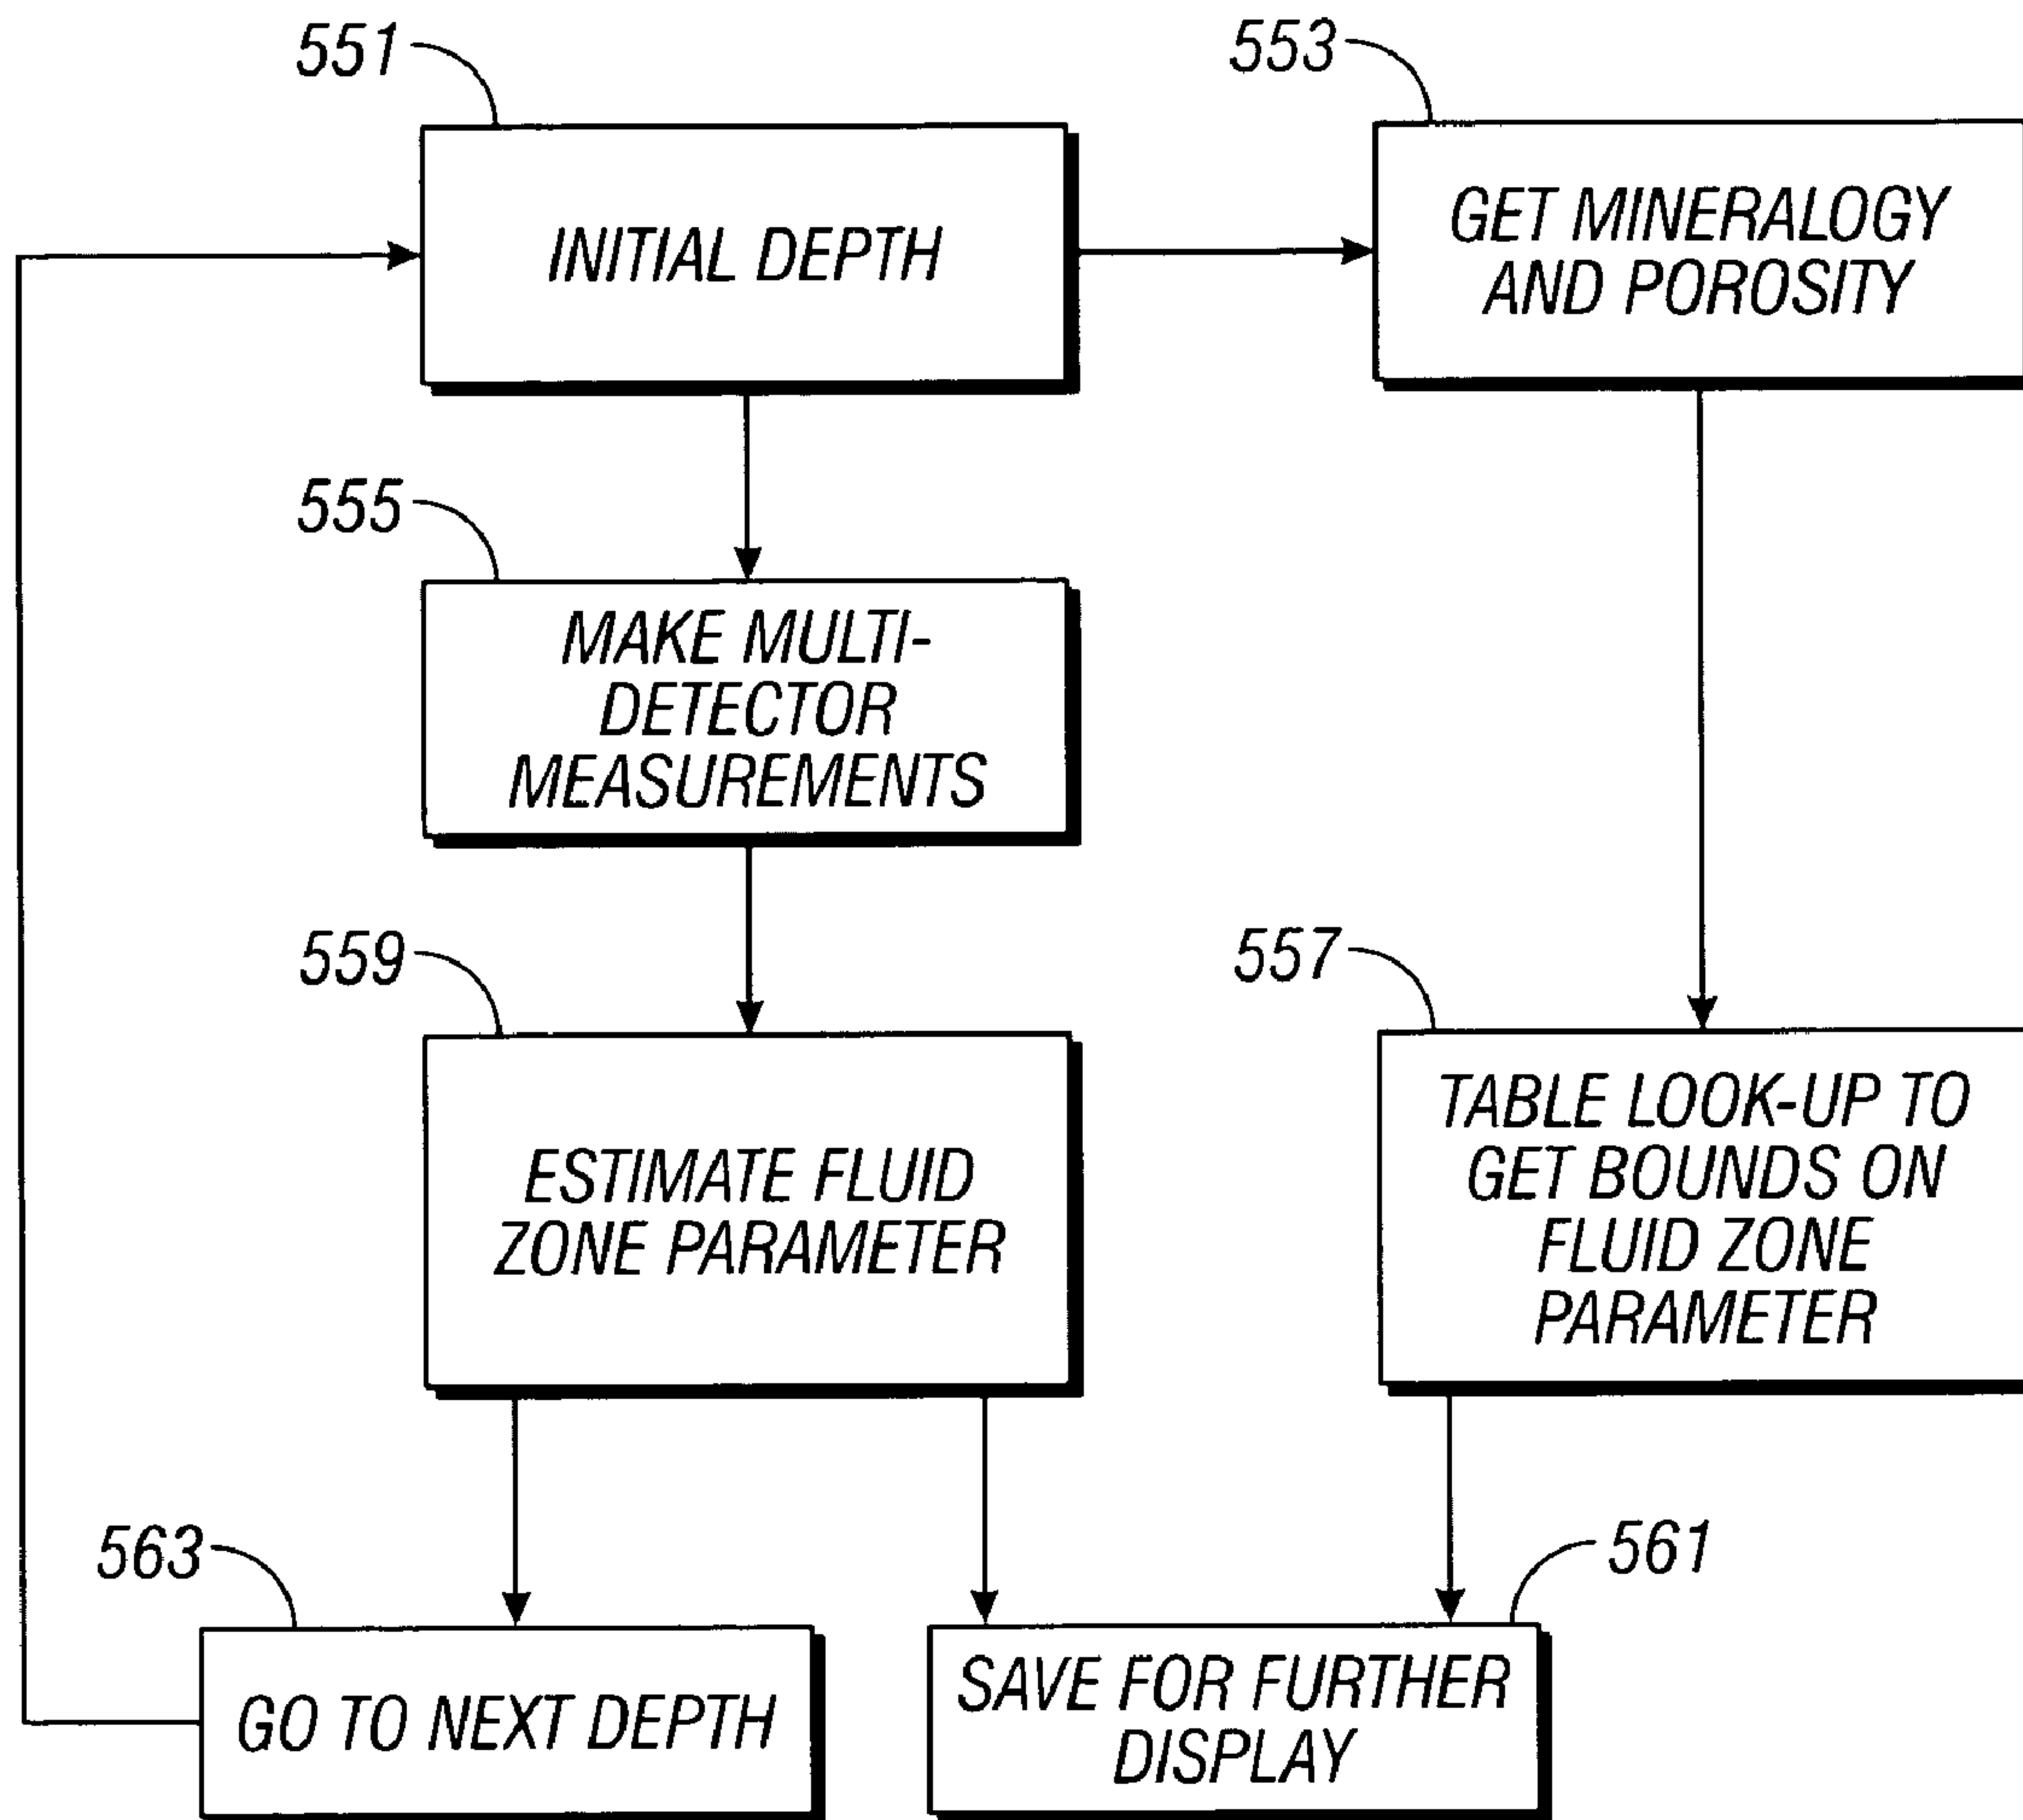 551
553
INITIAL DEPTH
GET MINERALOGY
AND POROSITY
555
MAKE MULTI-
DETECTOR
MEASUREMENTS
559
557
ESTIMATE FLUID
ZONE PARAMETER
TABLE LOOK-UP TO
GET BOUNDS ON
FLUID ZONE
PARAMETER
563
561
GO TO NEXT DEPTH
SAVE FOR FURTHER
DISPLAY